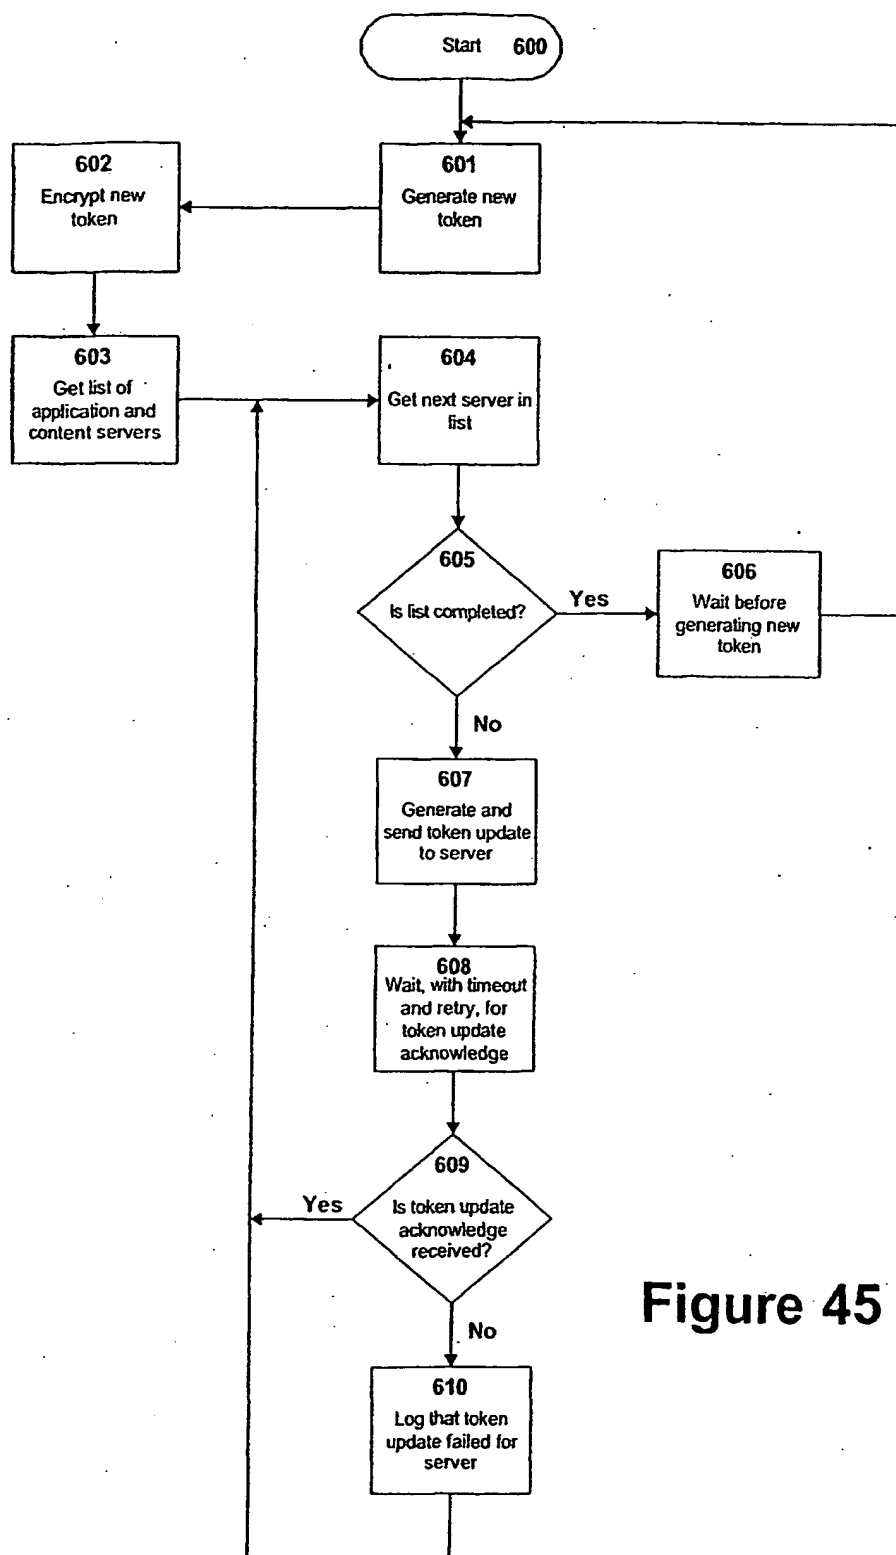 Start 600
601
Generate new
token
602
Encrypt new
token
603
Get list of
application and
content servers
604
Get next server in
list
605
Is list completed?
Yes
606
Wait before
generating new
token
No
607
Generate and
send token update
to server
608
Wait, with timeout
and retry, for
token update
acknowledge
609
Is token update
acknowledge
received?
Yes
No
610
Log that token
update failed for
server
Figure 45